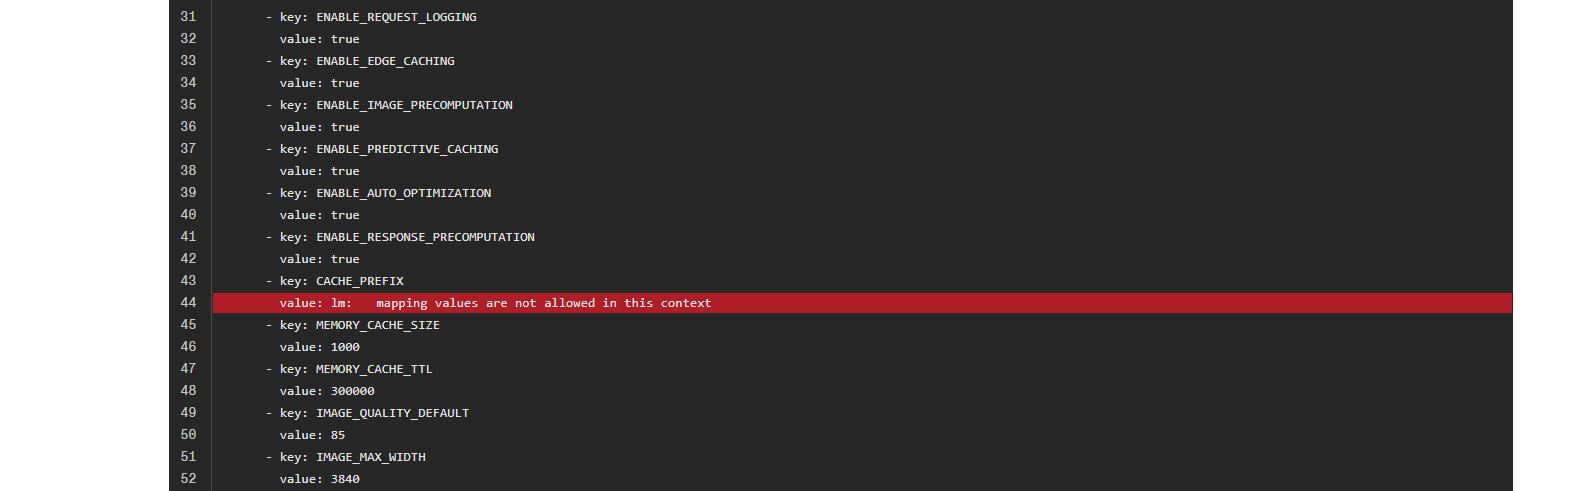 31 - key: ENABLE_REQUEST_LOGGING
32 value: true
33 - key: ENABLE_EDGE_CACHING
34 value: true
35 - key: ENABLE_IMAGE_PRECOMPUTATION
36 value: true
37 - key: ENABLE_PREDICTIVE_CACHING
38 value: true
39 - key: ENABLE_AUTO_OPTIMIZATION
40 value: true
41 - key: ENABLE_RESPONSE_PRECOMPUTATION
42 value: true
43 - key: CACHE_PREFIX
44 value: lm: mapping values are not allowed in this context
45 - key: MEMORY_CACHE_SIZE
46 value: 1000
47 - key: MEMORY_CACHE_TTL
48 value: 300000
49 - key: IMAGE_QUALITY_DEFAULT
50 value: 85
51 - key: IMAGE_MAX_WIDTH
52 value: 3840